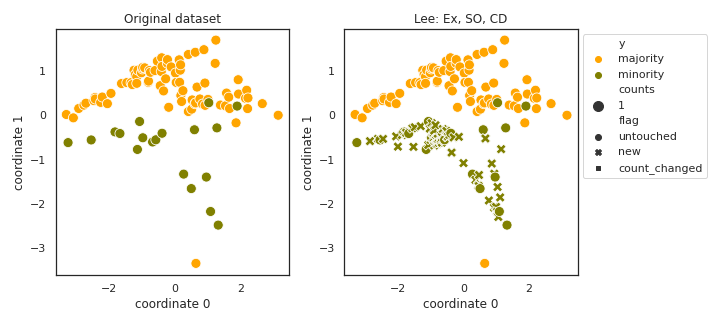 Original dataset
coordinate 1
1
0
−1
−2
−3
−2
0
2
coordinate 0
Lee: Ex, SO, CD
coordinate 1
1
0
−1
−2
−3
−2
0
2
coordinate 0
y
majority
minority
counts
1
flag
untouched
new
count_changed